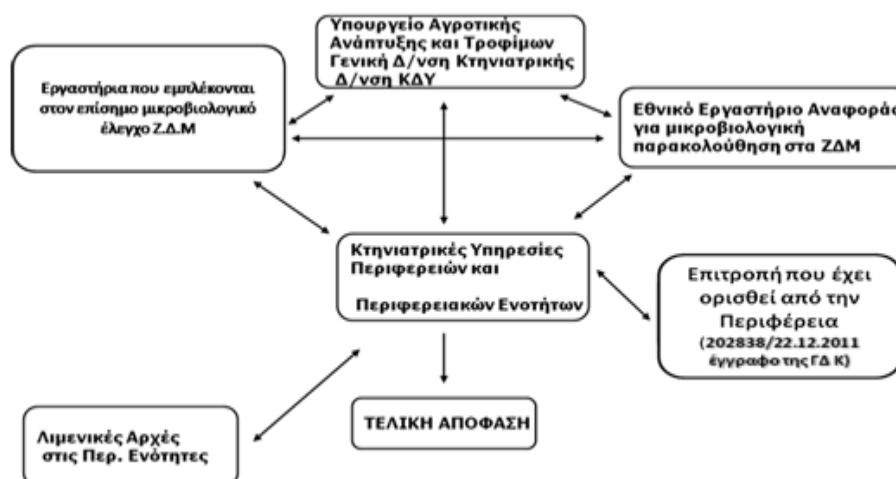 Υπουργείο Αγροτικής
Ανάπτυξης και Τροφίμων
Γενική Δ/νση Κτηνιατρικής
Δ/νση ΚΔΥ
Εργαστήρια που εμπλέκονται
στον επίσημο μικροβιολογικό
έλεγχο Ζ.Δ.Μ
Εθνικό Εργαστήριο Αναφοράς
για μικροβιολογική
παρακολούθηση στα ΖΔΜ
Κτηνιατρικές Υπηρεσίες
Περιφερειών και
Περιφερειακών Ενοτήτων
Επιτροπή που έχει
ορισθεί από την
Περιφέρεια
(202838/22.12.2011
έγγραφο της ΓΔ Κ)
Λιμενικές Αρχές
στις Περ. Ενότητες
ΤΕΛΙΚΗ ΑΠΟΦΑΣΗ